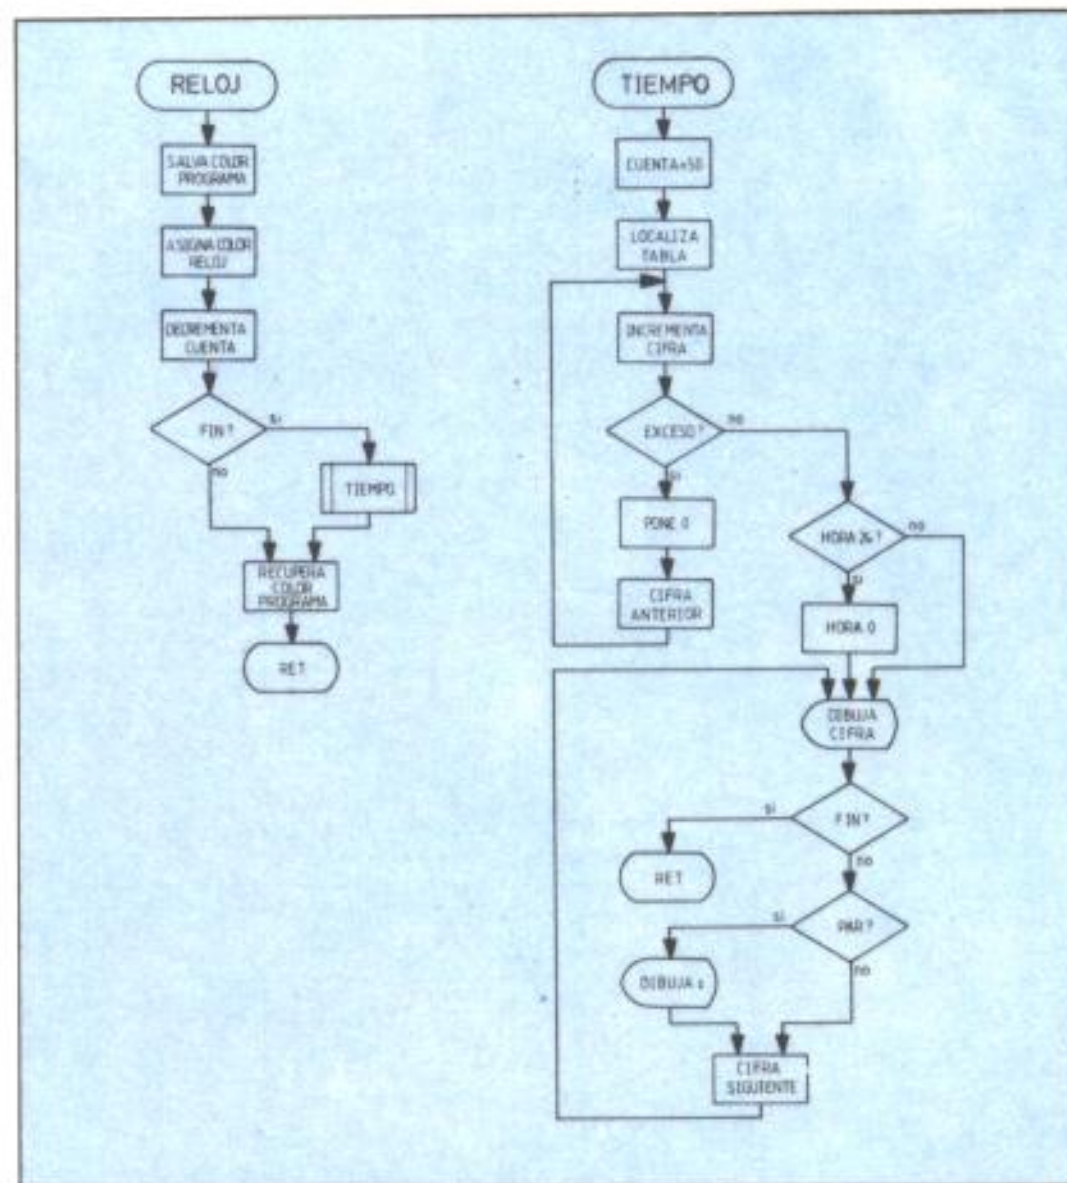 RELOJ
SALVA COLOR
PROGRAMA
ASIGNA COLOR
RELOJ
DECREMENTA
CUENTA
FIN?
si
no
TIEMPO
RECUPERA
COLOR
PROGRAMA
RET
TIEMPO
CUENTA=50
LOCALIZA
TABLA
INCREMENTA
CIFRA
EXCESO?
no
si
PONE 0
CIFRA
ANTERIOR
HORA 24?
no
si
HORA 0
DIBUJA
CIFRA
FIN?
si
no
RET
PAR?
si
no
DIBUJA :
CIFRA
SIGUIENTE